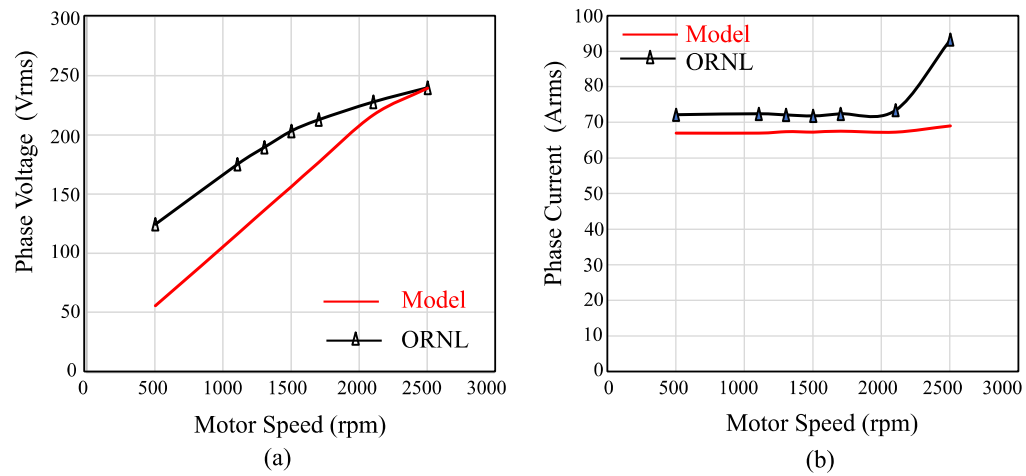 300
250
200
150
100
50
0
Phase Voltage (Vrms)
Model
ORNL
0 500 1000 1500 2000 2500 3000
Motor Speed (rpm)
(a)
100
90
80
70
60
50
40
30
20
10
0
Phase Current (Arms)
Model
ORNL
0 500 1000 1500 2000 2500 3000
Motor Speed (rpm)
(b)